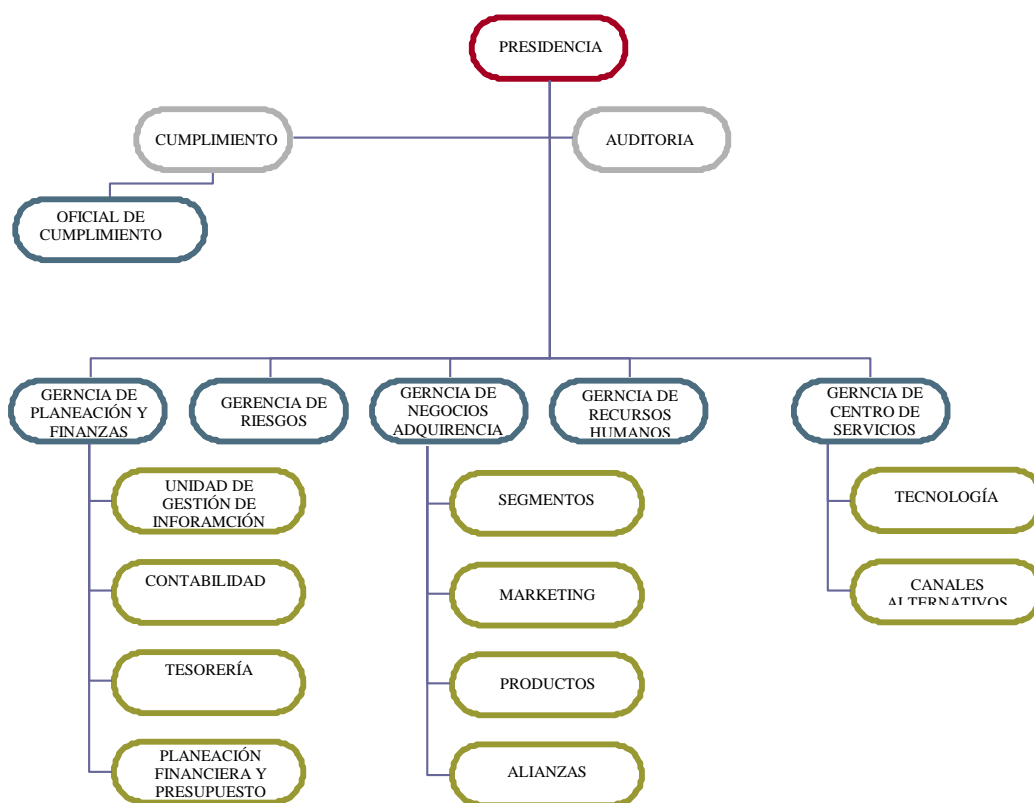 PRESIDENCIA
CUMPLIMIENTO
AUDITORIA
OFICIAL DE
CUMPLIMIENTO
GERNCIA DE
PLANEACIÓN Y
FINANZAS
GERENCIA DE
RIESGOS
GERNCIA DE
NEGOCIOS
ADQUIRENCIA
GERNCIA DE
RECURSOS
HUMANOS
GERNCIA DE
CENTRO DE
SERVICIOS
UNIDAD DE
GESTIÓN DE
INFORAMCIÓN
CONTABILIDAD
TESORERÍA
PLANEACIÓN
FINANCIERA Y
PRESUPUESTO
SEGMENTOS
MARKETING
PRODUCTOS
ALIANZAS
TECNOLOGÍA
CANALES
ALTERNATIVOS